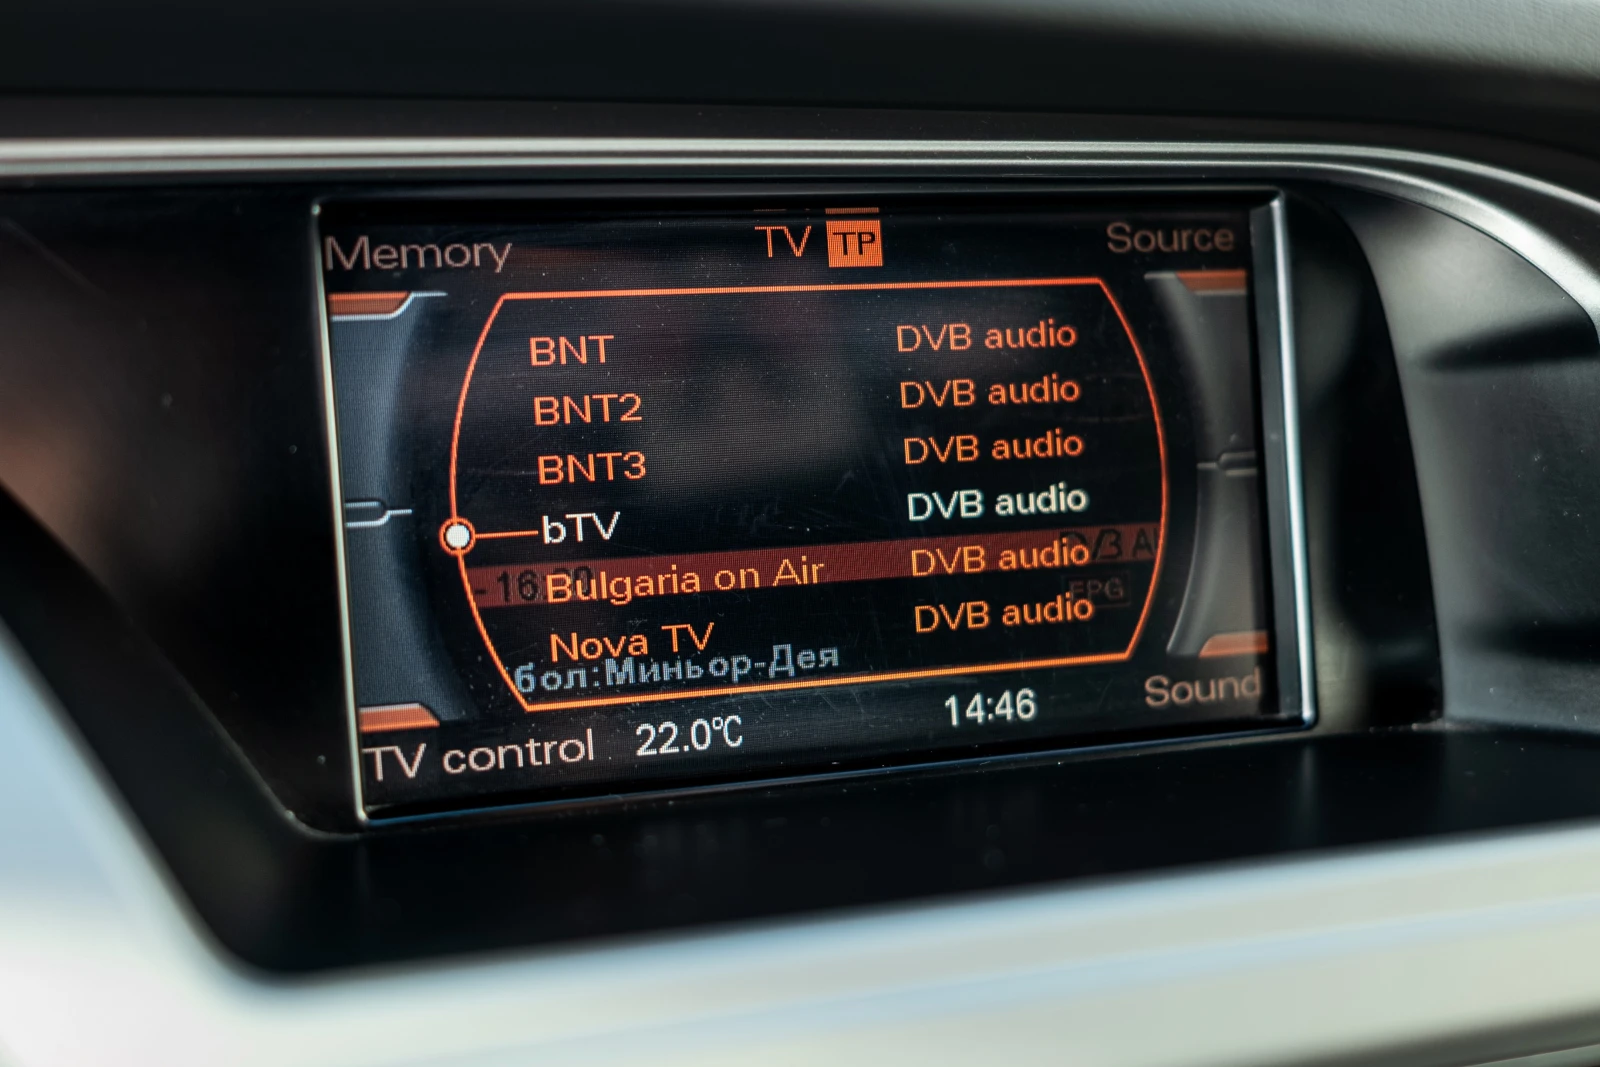 Memory TV TP Source
BNT DVB audio
BNT2 DVB audio
BNT3 DVB audio
bTV DVB audio
Bulgaria on Air DVB audio
EPG
Nova TV DVB audio
бол:Миньор-Дея
TV control 22.0°C 14:46 Sound